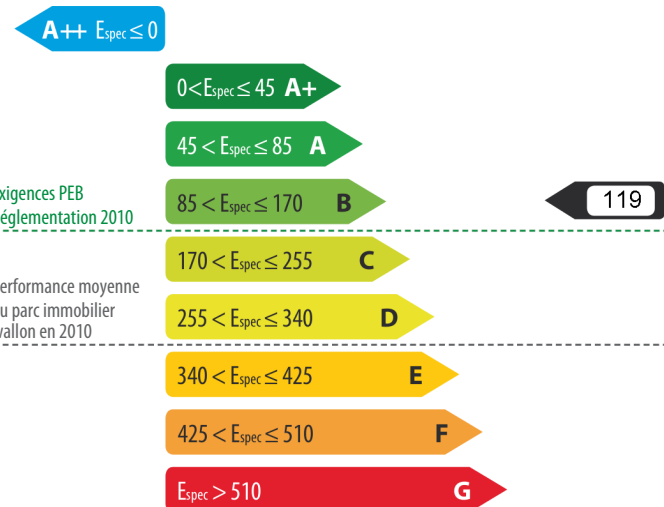 A++ Espec ≤ 0
0<Espec ≤ 45 A+
45 < Espec ≤ 85 A
xigences PEB
églementation 2010
85 < Espec ≤ 170 B
119
170 < Espec ≤ 255 C
erformance moyenne
u parc immobilier
vallon en 2010
255 < Espec ≤ 340 D
340 < Espec ≤ 425 E
425 < Espec ≤ 510 F
Espec > 510 G